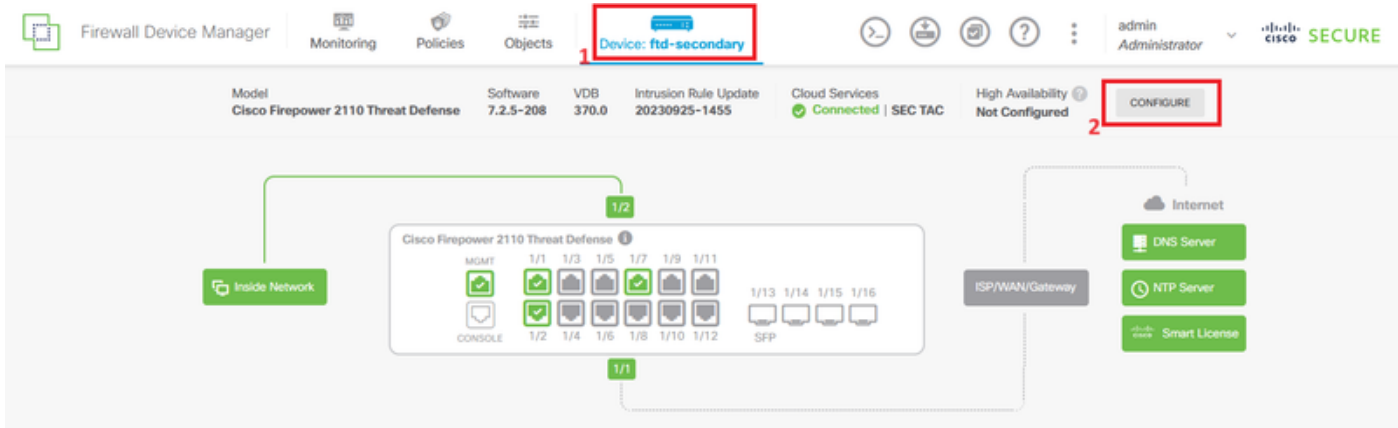 Firewall Device Manager
Monitoring
Policies
Objects
Device: ftd-secondary
admin
Administrator
cisco SECURE
1
Model
Cisco Firepower 2110 Threat Defense
Software
7.2.5-208
VDB
370.0
Intrusion Rule Update
20230925-1455
Cloud Services
Connected | SEC TAC
High Availability ?
Not Configured
CONFIGURE
2
1/2
Internet
Cisco Firepower 2110 Threat Defense
MGMT 1/1 1/3 1/5 1/7 1/9 1/11
DNS Server
Inside Network
1/13 1/14 1/15 1/16
ISP/WAN/Gateway
NTP Server
CONSOLE 1/2 1/4 1/6 1/8 1/10 1/12 SFP
cisco Smart License
1/1